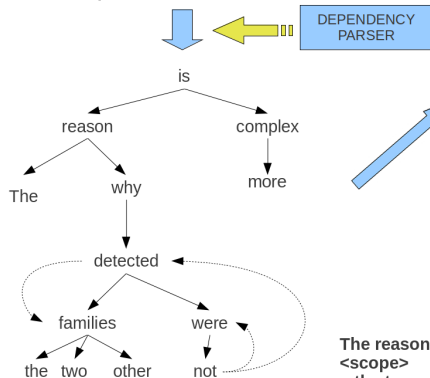 DEPENDENCY
PARSER
is
reason complex
The why more
detected
families were
the two other not
The reason
<scope>